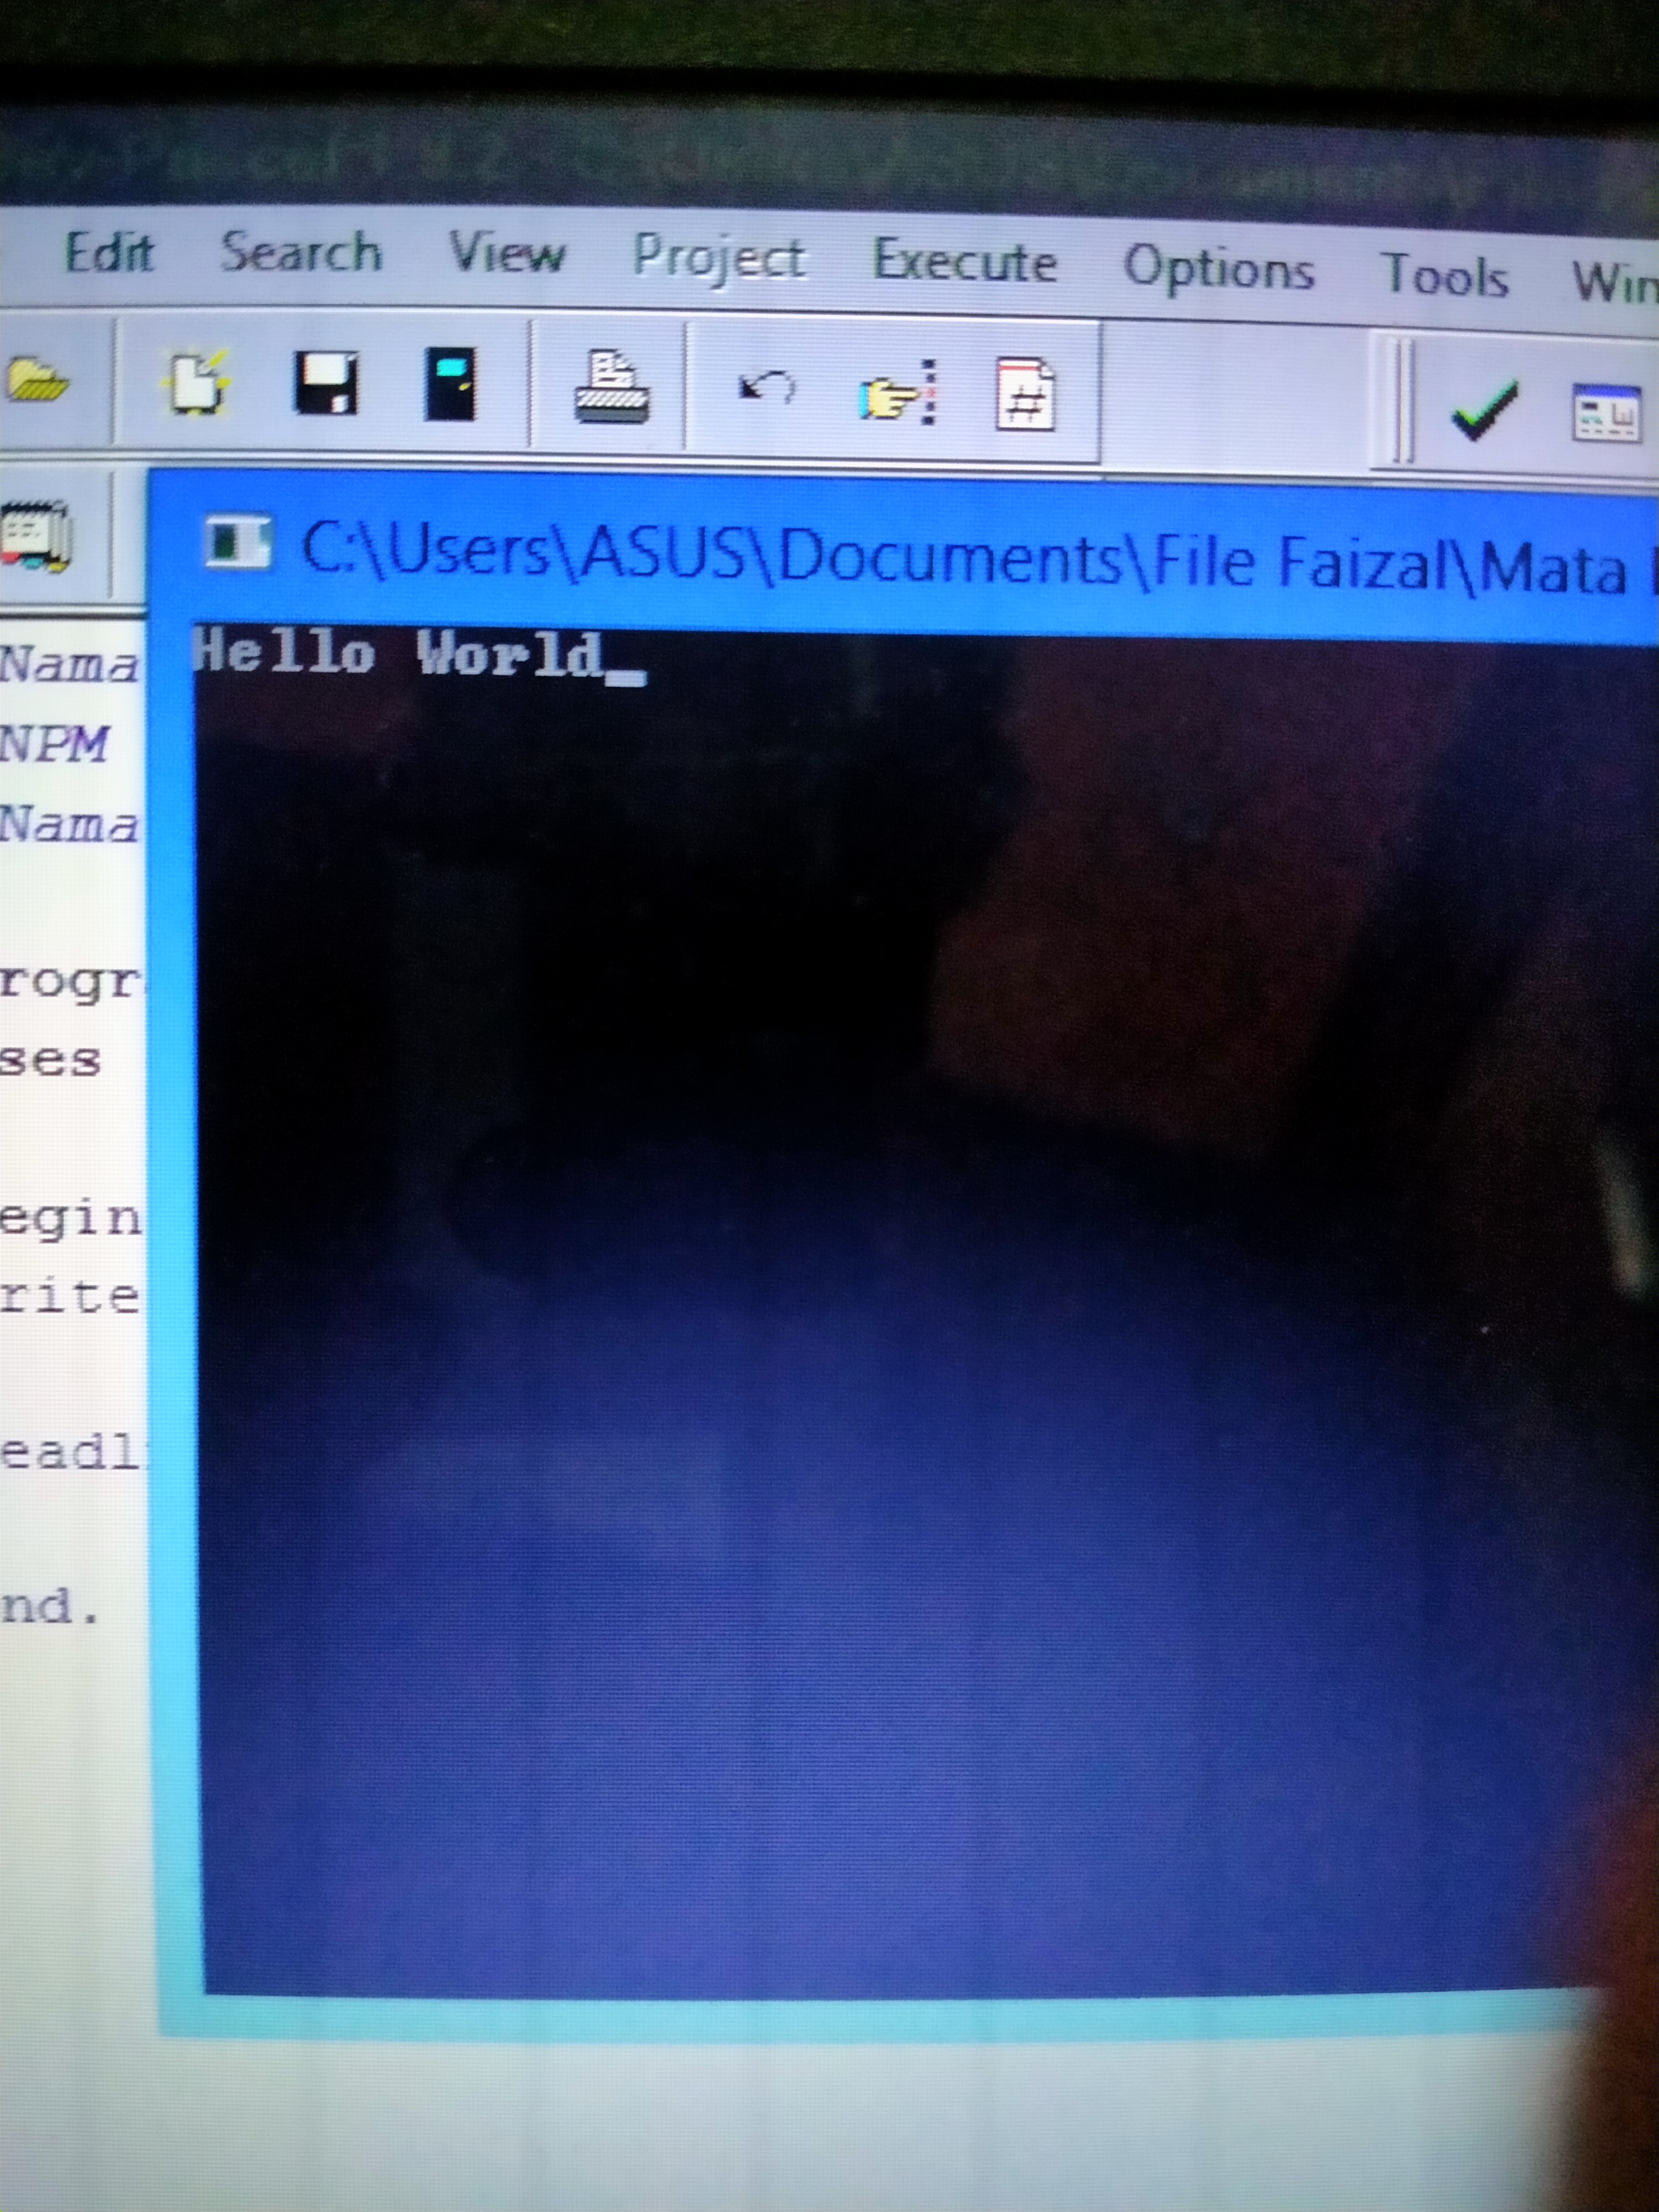 Edit Search View Project Execute Options Tools Win
C:\Users\ASUS\Documents\File Faizal\Mata
Hello World_
Nama
NPM
Nama
rogr
ses
egin
rite
eadl
nd.